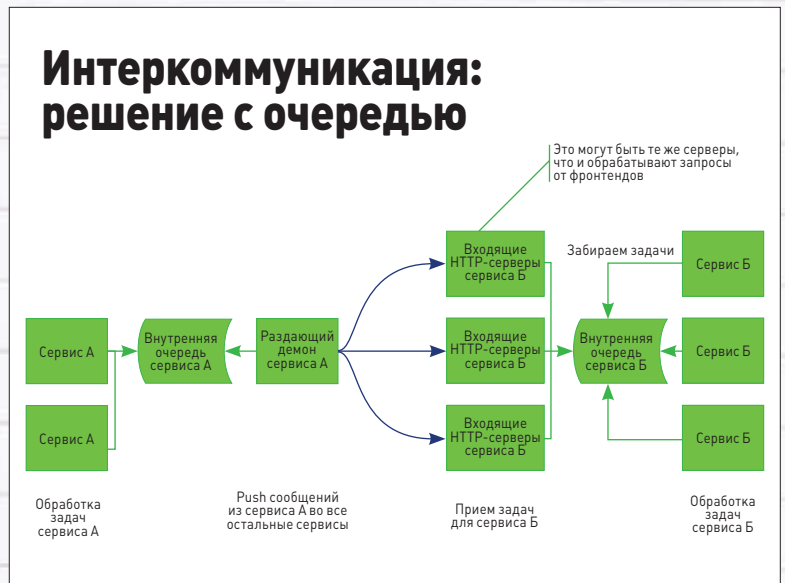 Интеркоммуникация:
решение с очередью
Это могут быть те же серверы,
что и обрабатывают запросы
от фронтендов
Входящие
HTTP-серверы
сервиса Б
Забираем задачи
Сервис Б
Сервис А
Внутренняя
очередь
сервиса А
Раздающий
демон
сервиса А
Входящие
HTTP-серверы
сервиса Б
Внутренняя
очередь
сервиса Б
Сервис Б
Сервис А
Входящие
HTTP-серверы
сервиса Б
Сервис Б
Обработка
задач
сервиса А
Push сообщений
из сервиса А во все
остальные сервисы
Прием задач
для сервиса Б
Обработка
задач
сервиса Б